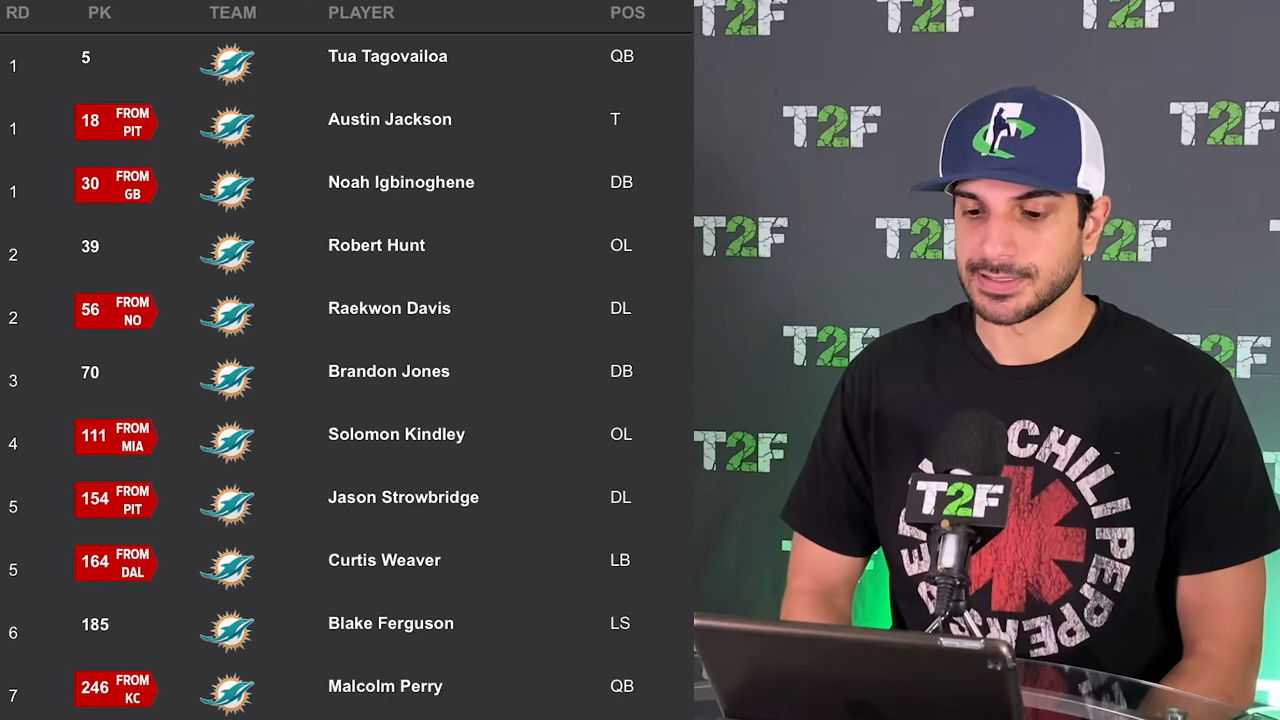 RD PK TEAM PLAYER POS
1 5 Tua Tagovailoa QB
1 18 FROM PIT Austin Jackson T
1 30 FROM GB Noah Igbinoghene DB
2 39 Robert Hunt OL
2 56 FROM NO Raekwon Davis DL
3 70 Brandon Jones DB
4 111 FROM MIA Solomon Kindley OL
5 154 FROM PIT Jason Strowbridge DL
5 164 FROM DAL Curtis Weaver LB
6 185 Blake Ferguson LS
7 246 FROM KC Malcolm Perry QB
T2F T2F T2F
T2F T2F
T2F T2F T2F
T2F T2F
T2F
CHILI PEPPERS
T2F